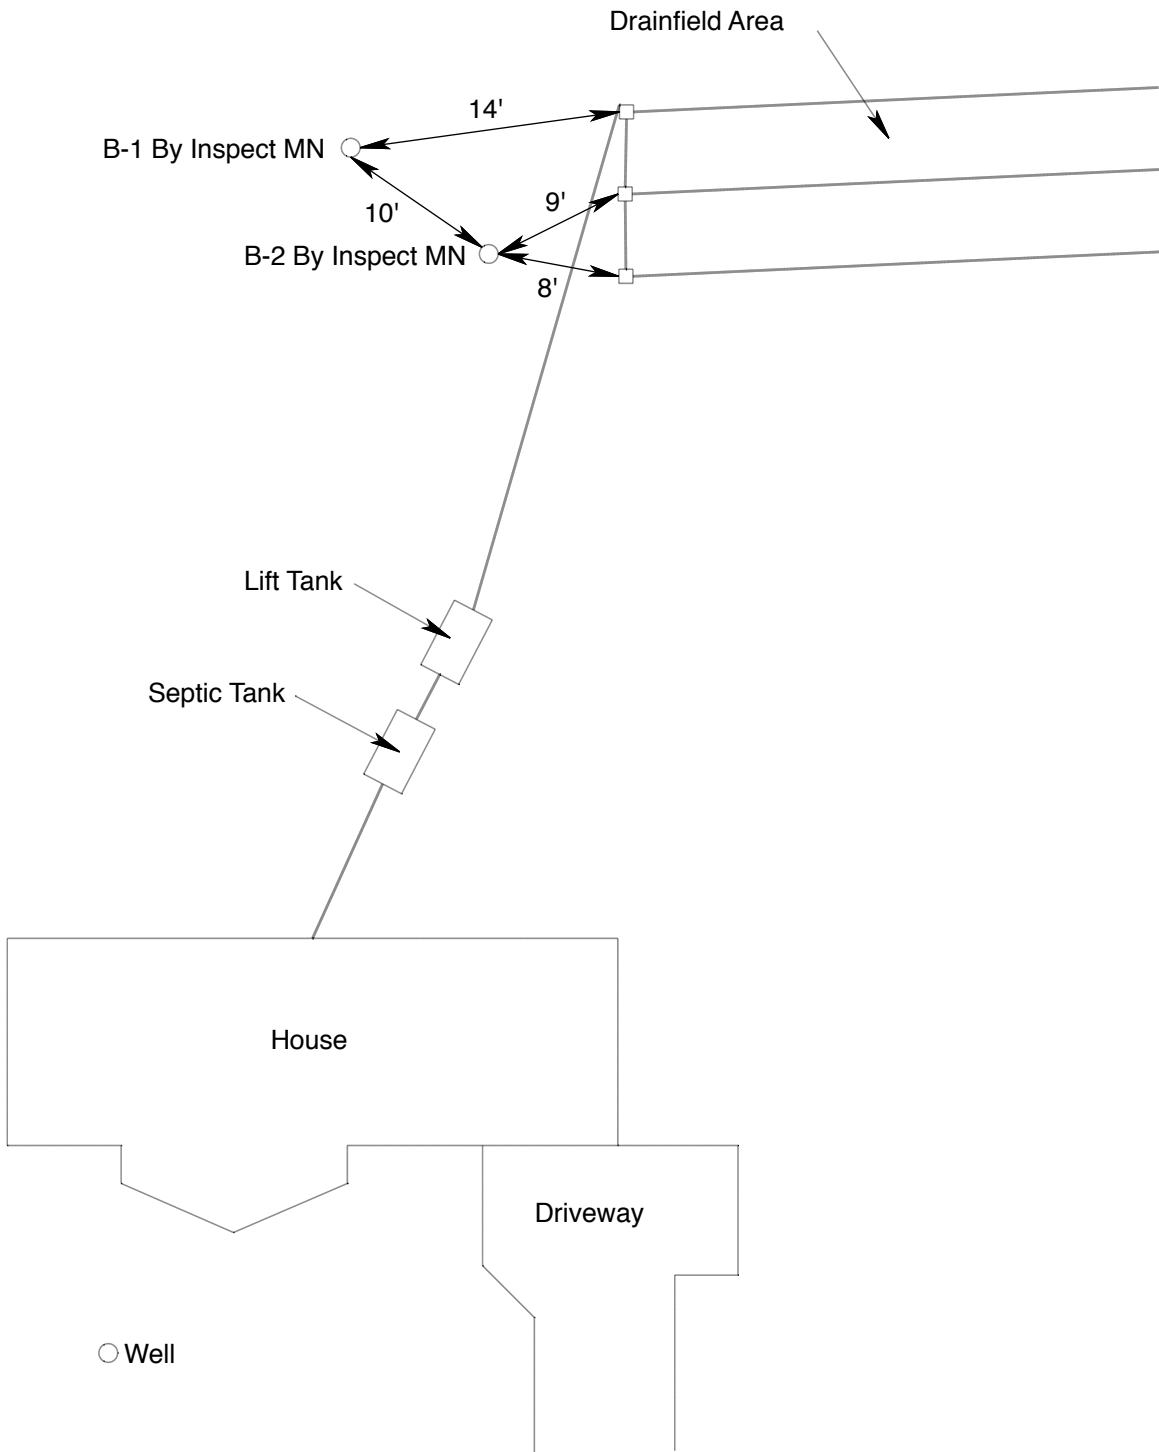 Drainfield Area
14'
B-1 By Inspect MN
10'
9'
B-2 By Inspect MN
8'
Lift Tank
Septic Tank
House
Driveway
Well